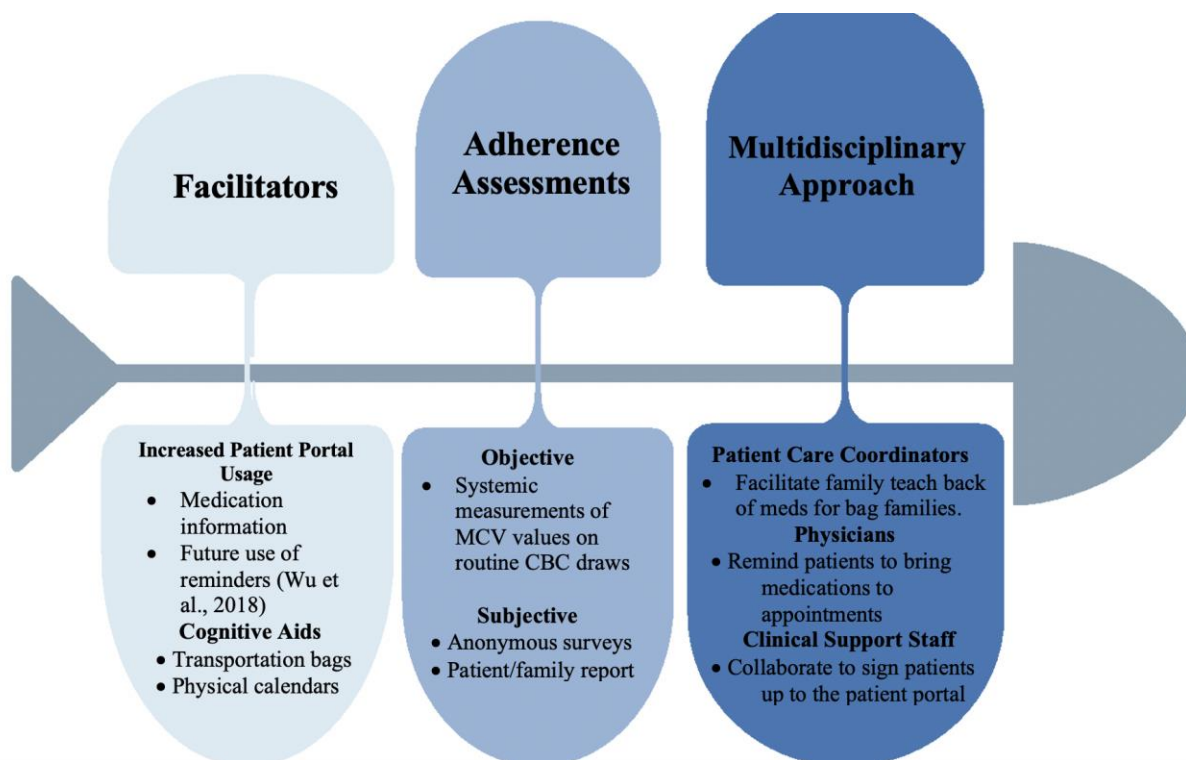 Facilitators
Increased Patient Portal
Usage
• Medication
information
• Future use of
reminders (Wu et
al., 2018)
Cognitive Aids
• Transportation bags
• Physical calendars
Adherence
Assessments
Objective
• Systemic
measurements of
MCV values on
routine CBC draws
Subjective
• Anonymous surveys
• Patient/family report
Multidisciplinary
Approach
Patient Care Coordinators
• Facilitate family teach back
of meds for bag families.
Physicians
• Remind patients to bring
medications to
appointments
Clinical Support Staff
• Collaborate to sign patients
up to the patient portal